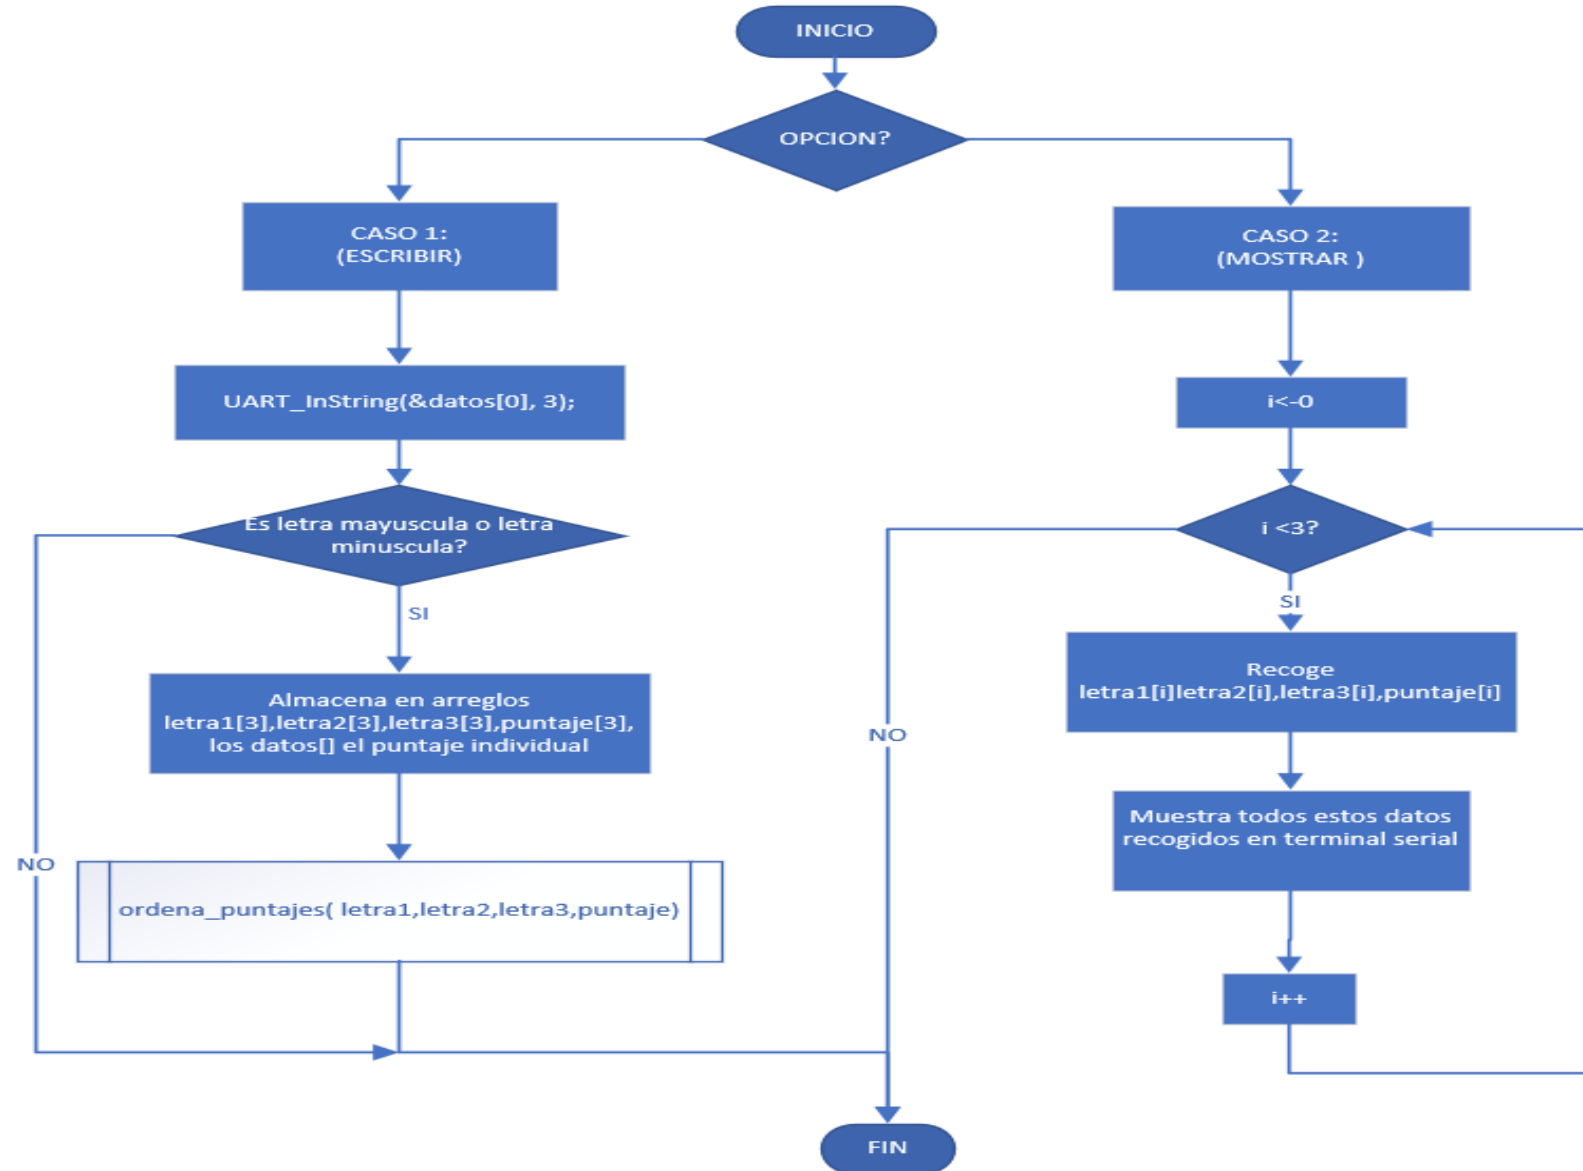 INICIO
OPCION?
CASO 1:
(ESCRIBIR)
UART_InString(&datos[0], 3);
Es letra mayuscula o letra
minuscula?
SI
Almacena en arreglos
letra1[3],letra2[3],letra3[3],puntaje[3],
los datos[] el puntaje individual
NO
ordena_puntajes( letra1,letra2,letra3,puntaje)
CASO 2:
(MOSTRAR )
i<-0
i <3?
SI
Recoge
letra1[i]letra2[i],letra3[i],puntaje[i]
NO
Muestra todos estos datos
recogidos en terminal serial
i++
FIN